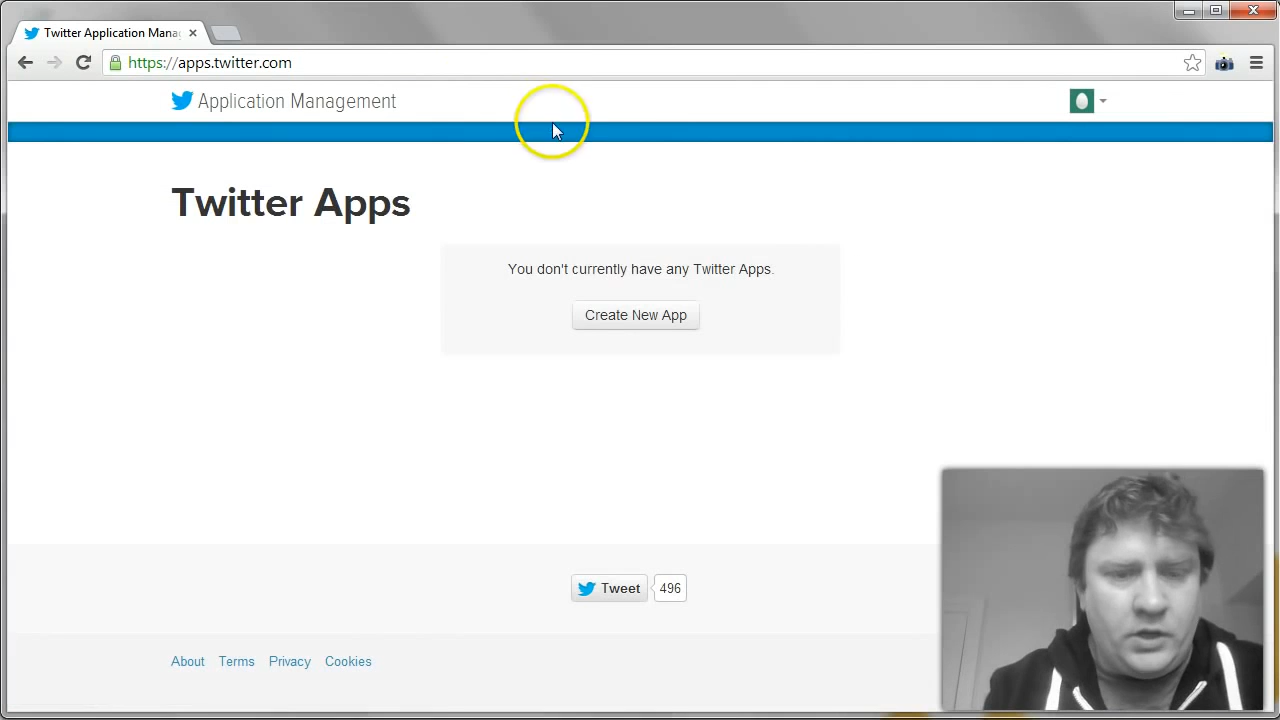 Twitter Application Mana
https://apps.twitter.com
Application Management
Twitter Apps
You don't currently have any Twitter Apps.
Create New App
Tweet 496
About Terms Privacy Cookies